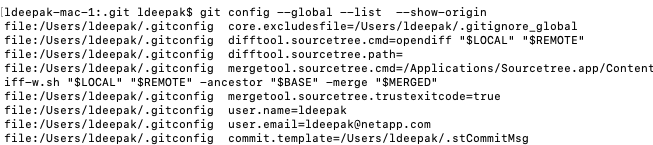 [ldeepak-mac-1:.git ldeepak$ git config --global --list  --show-origin
file:/Users/ldeepak/.gitconfig  core.excludesfile=/Users/ldeepak/.gitignore_global
file:/Users/ldeepak/.gitconfig  difftool.sourcetree.cmd=opendiff "$LOCAL" "$REMOTE"
file:/Users/ldeepak/.gitconfig  difftool.sourcetree.path=
file:/Users/ldeepak/.gitconfig  mergetool.sourcetree.cmd=/Applications/Sourcetree.app/Content
iff-w.sh "$LOCAL" "$REMOTE" -ancestor "$BASE" -merge "$MERGED"
file:/Users/ldeepak/.gitconfig  mergetool.sourcetree.trustexitcode=true
file:/Users/ldeepak/.gitconfig  user.name=ldeepak
file:/Users/ldeepak/.gitconfig  user.email=ldeepak@netapp.com
file:/Users/ldeepak/.gitconfig  commit.template=/Users/ldeepak/.stCommitMsg